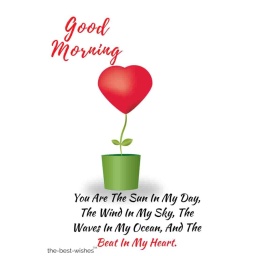 Good
Morning
You Are The Sun In My Day,
The Wind In My Sky, The
Waves In My Ocean, And The
Beat In My Heart.
the-best-wishes™